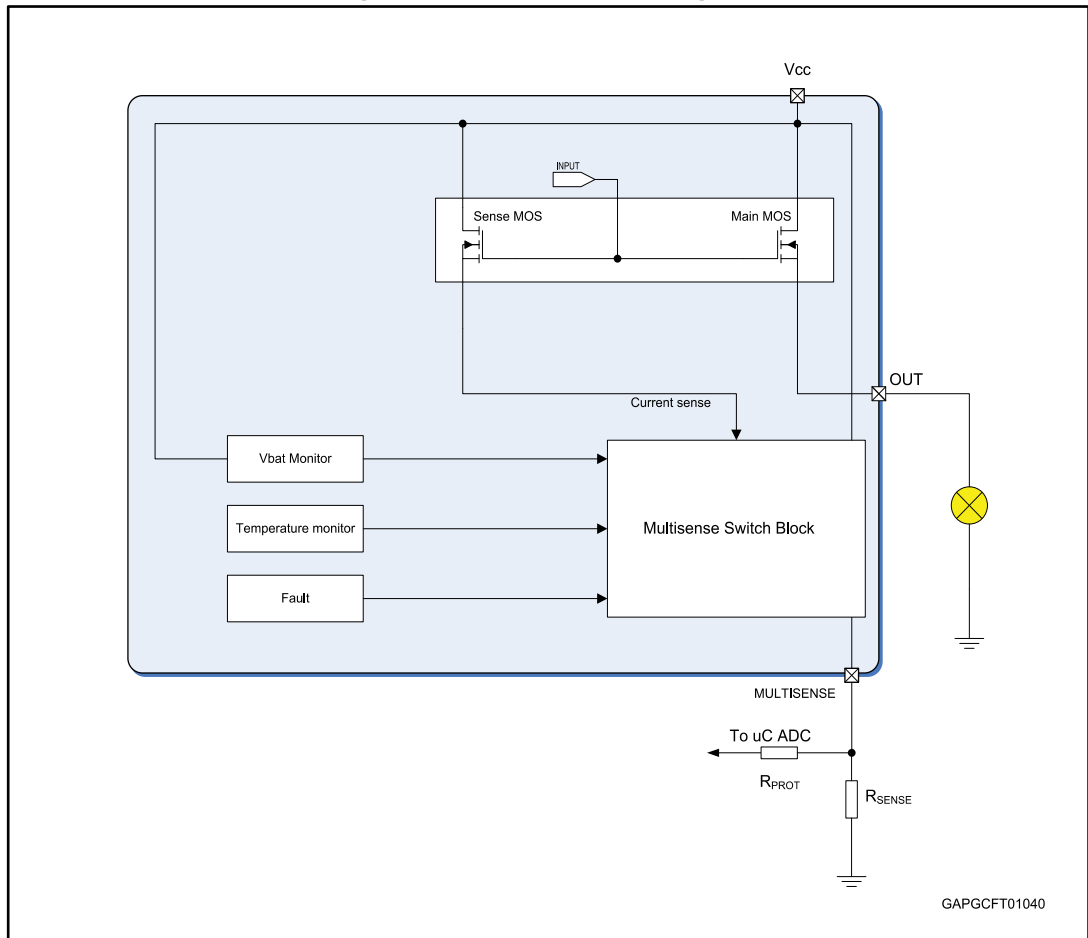 Vcc
INPUT
Sense MOS
Main MOS
OUT
Current sense
Vbat Monitor
Temperature monitor
Multisense Switch Block
Fault
MULTISENSE
To uC ADC
RPROT
RSENSE
GAPGCFT01040